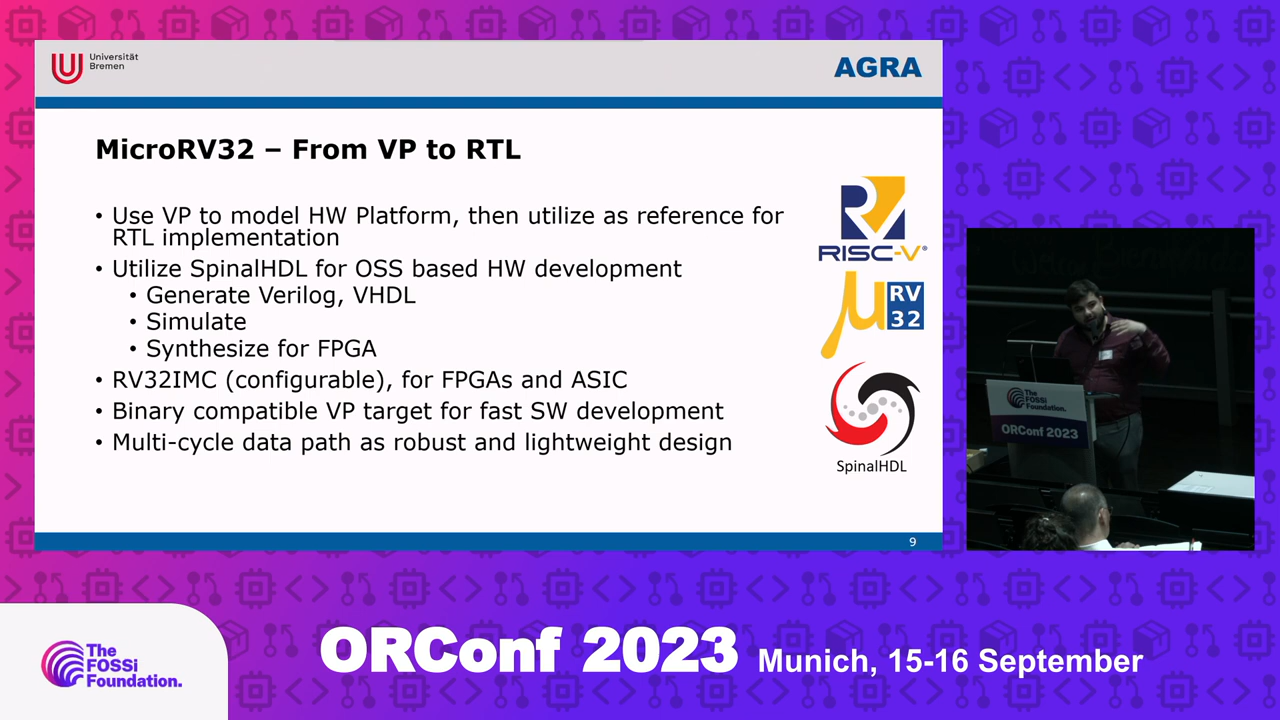 Universität
Bremen
AGRA
MicroRV32 – From VP to RTL
• Use VP to model HW Platform, then utilize as reference for
RTL implementation
• Utilize SpinalHDL for OSS based HW development
• Generate Verilog, VHDL
• Simulate
• Synthesize for FPGA
• RV32IMC (configurable), for FPGAs and ASIC
• Binary compatible VP target for fast SW development
• Multi-cycle data path as robust and lightweight design
RISC-V®
μ RV
32
SpinalHDL
9
The
FOSSi
Foundation.
ORConf 2023
The
FOSSi
Foundation.
ORConf 2023 Munich, 15-16 September